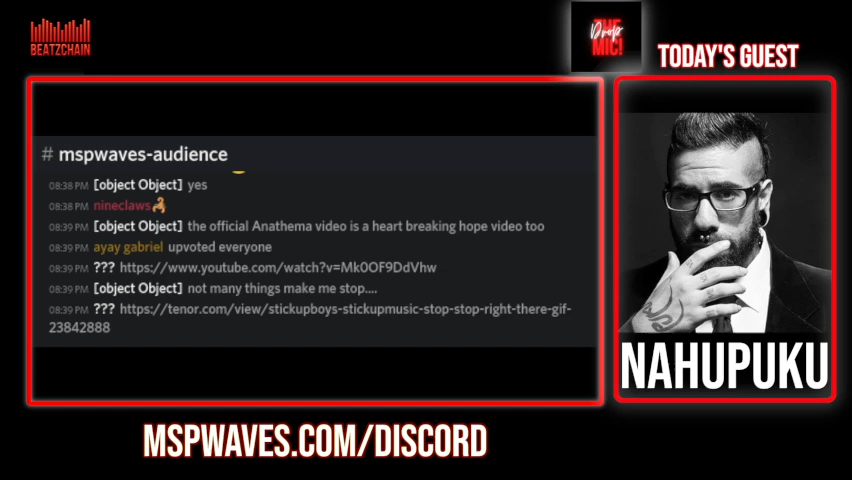 BEATZCHAIN
THE
Drop
MIC!
TODAY'S GUEST
# mspwaves-audience
08:38 PM [object Object] yes
08:38 PM nineclaws🦂
08:39 PM [object Object] the official Anathema video is a heart breaking hope video too
08:39 PM ayay gabriel upvoted everyone
08:39 PM ??? https://www.youtube.com/watch?v=Mk0OF9DdVhw
08:39 PM [object Object] not many things make me stop....
08:39 PM ??? https://tenor.com/view/stickupboys-stickupmusic-stop-stop-right-there-gif-
23842888
NAHUPUKU
MSPWAVES.COM/DISCORD